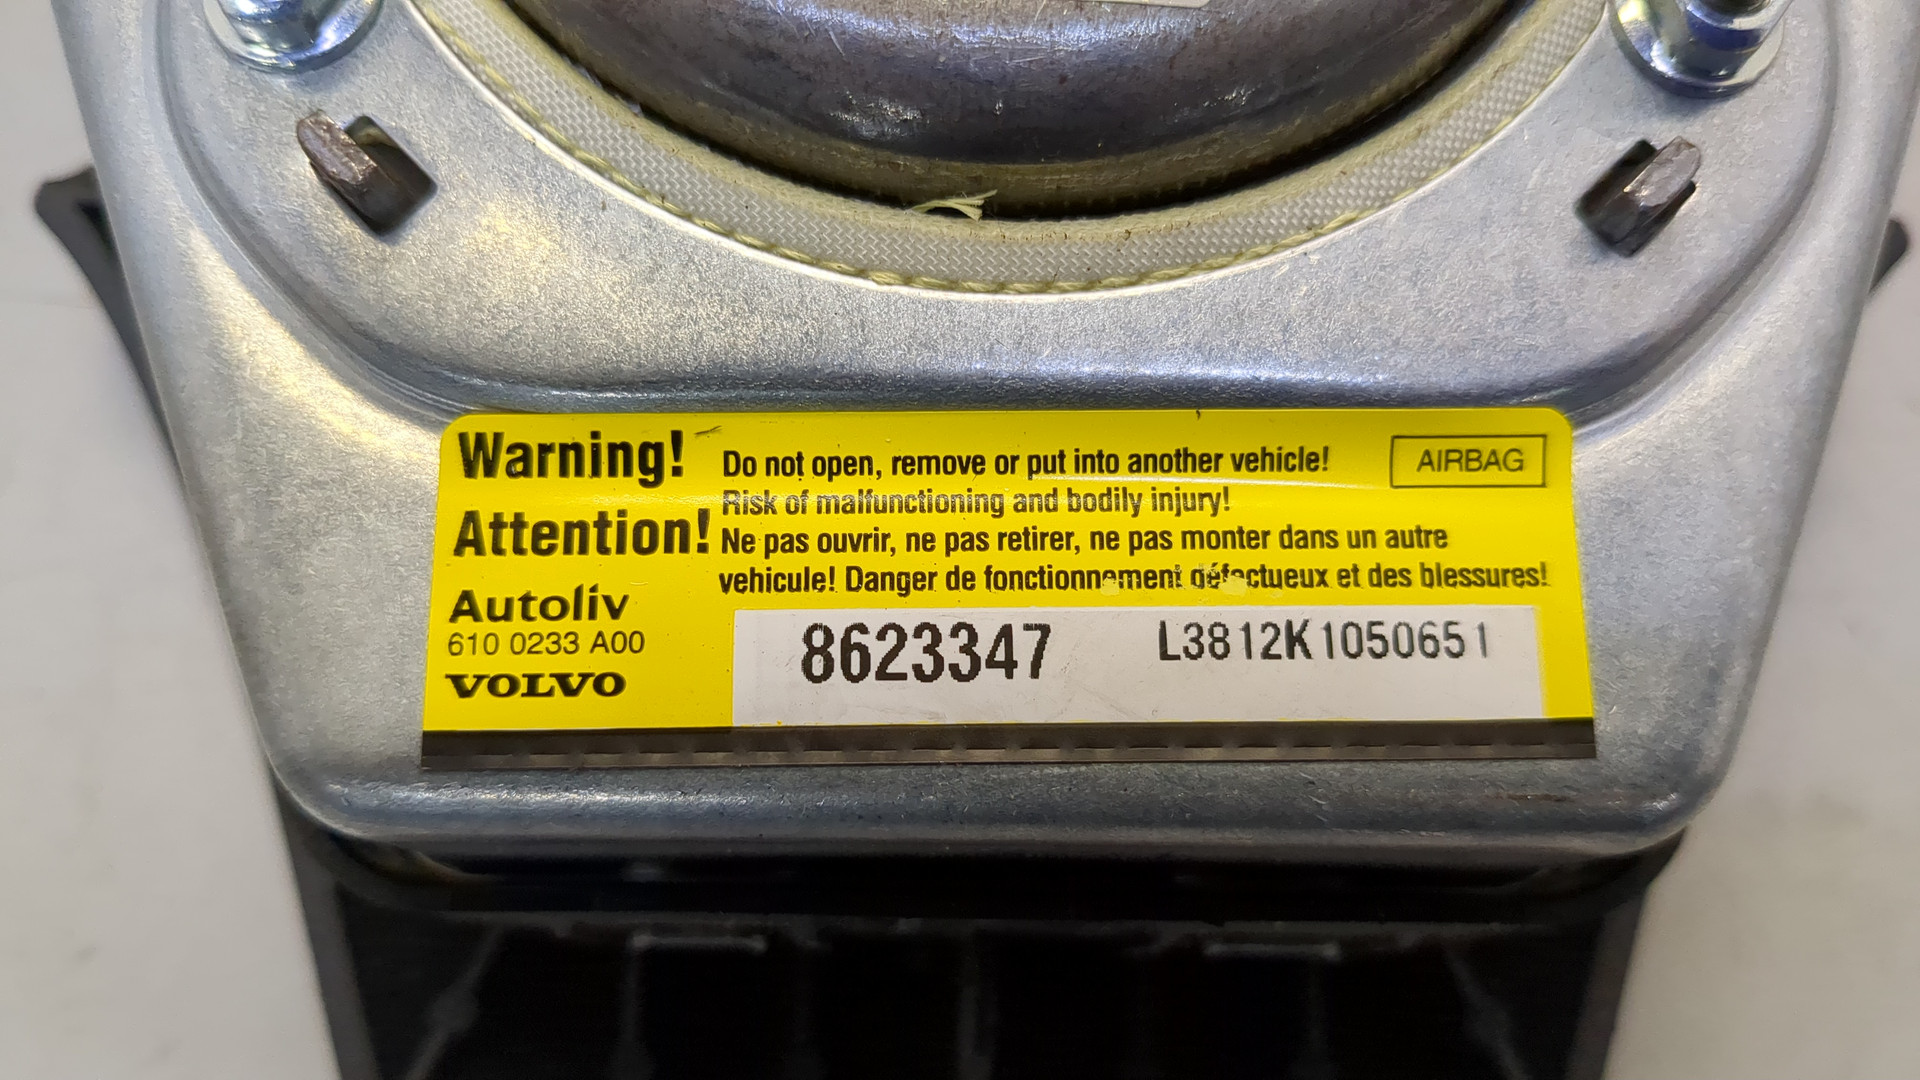 Warning!
Do not open, remove or put into another vehicle!
AIRBAG
Risk of malfunctioning and bodily injury!
Attention!
Ne pas ouvrir, ne pas retirer, ne pas monter dans un autre
vehicule! Danger de fonctionnement défectueux et des blessures!
Autoliv
610 0233 A00
VOLVO
8623347
L3812K1050651